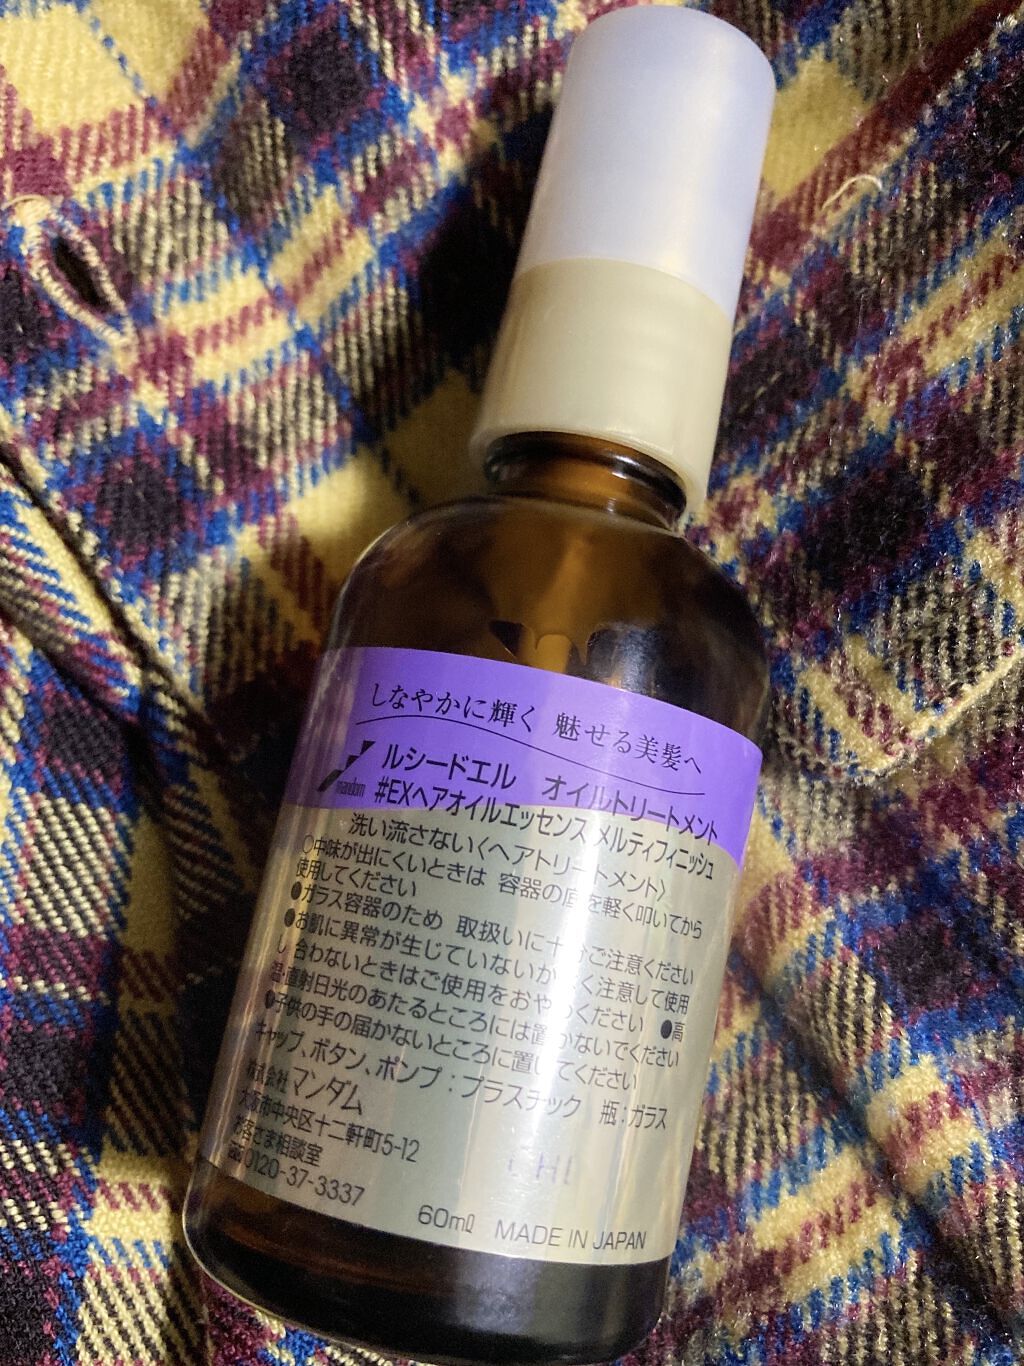 しなやかに輝く 魅せる美髪へ
mandom
ルシードエル オイルトリートメント
#EXヘアオイルエッセンス メルティフィニッシュ
洗い流さない〈ヘアトリートメント〉
○中味が出にくいときは 容器の底を軽く叩いてから
使用してください
●ガラス容器のため 取扱いに十分ご注意ください
●お肌に異常が生じていないか よく注意して使用
し 合わないときはご使用をおやめください ●高
温・直射日光のあたるところには置かないでください
●子供の手の届かないところに置いてください
キャップ、ボタン、ポンプ：プラスチック 瓶：ガラス
株式会社 マンダム
大阪市中央区十二軒町5-12
お客さま相談室
0120-37-3337
60mℓ MADE IN JAPAN